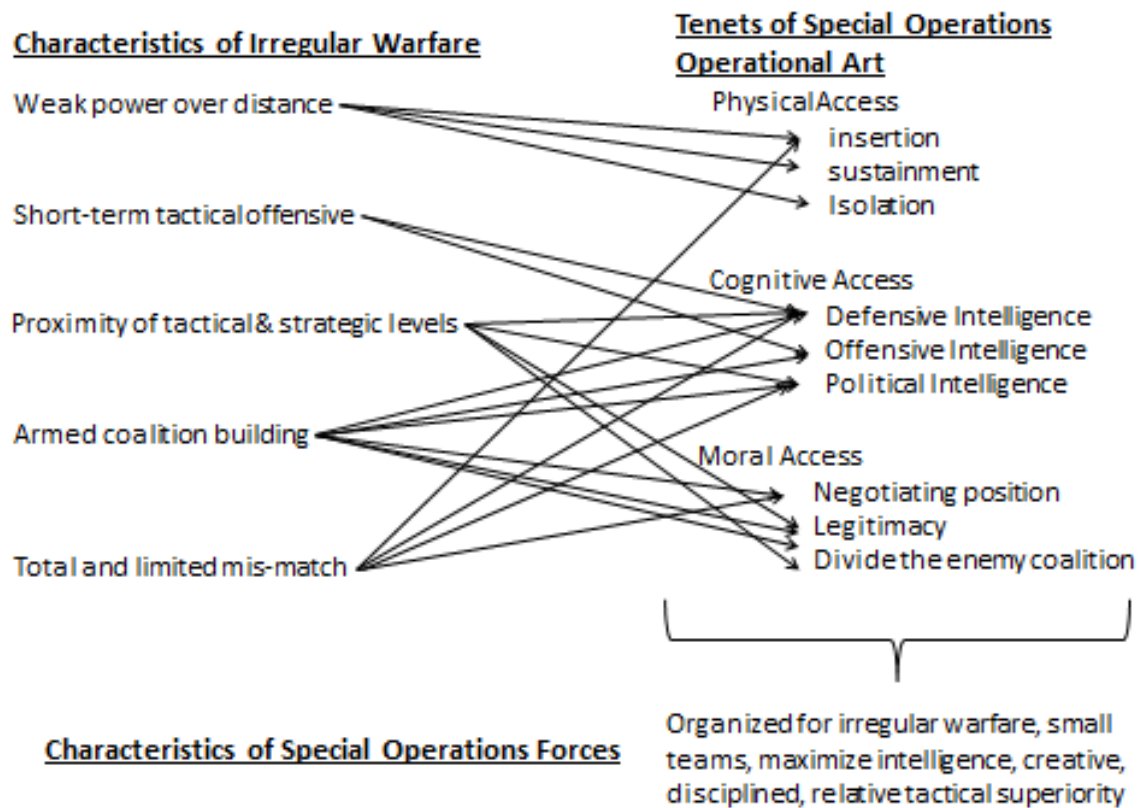 Characteristics of Irregular Warfare
Weak power over distance
Short-term tactical offensive
Proximity of tactical & strategic levels
Armed coalition building
Total and limited mis-match
Tenets of Special Operations
Operational Art
Physical Access
insertion
sustainment
Isolation
Cognitive Access
Defensive Intelligence
Offensive Intelligence
Political Intelligence
Moral Access
Negotiating position
Legitimacy
Divide the enemy coalition
Characteristics of Special Operations Forces
Organized for irregular warfare, small
teams, maximize intelligence, creative,
disciplined, relative tactical superiority